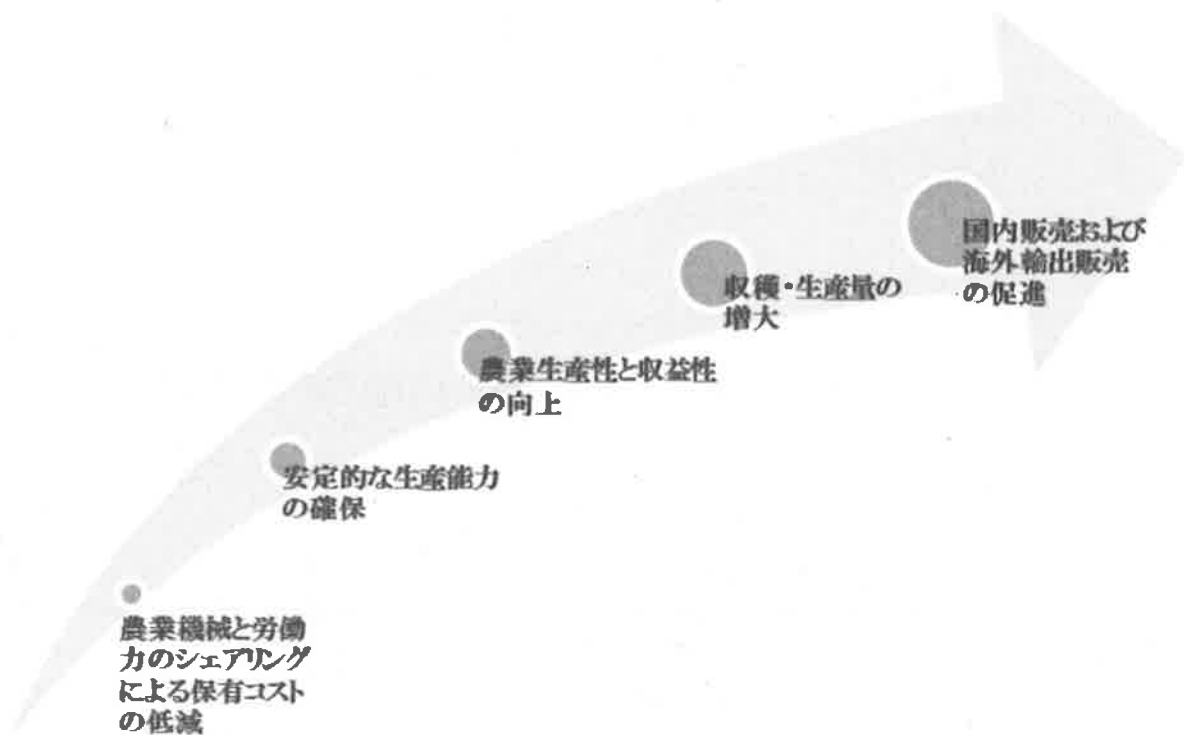 国内販売および
海外輸出販売
の促進
収穫・生産量の
増大
農業生産性と収益性
の向上
安定的な生産能力
の確保
農業機械と労働
力のシェアリング
による保有コスト
の低減